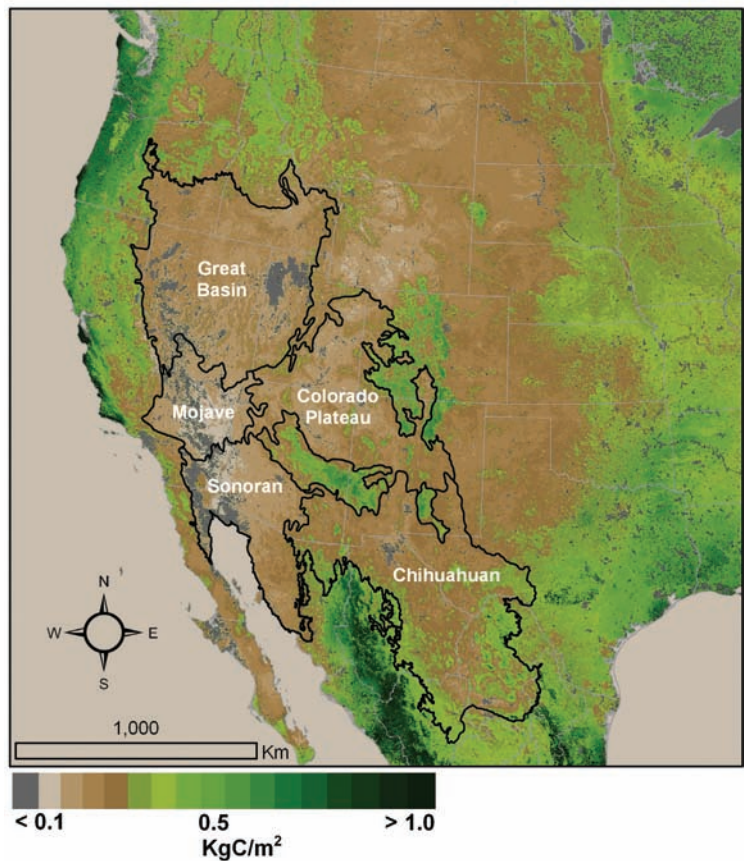 Great
Basin
Mojave
Colorado
Plateau
Sonoran
Chihuahuan
N
W E
S
1,000
Km
< 0.1 0.5 > 1.0
KgC/m²